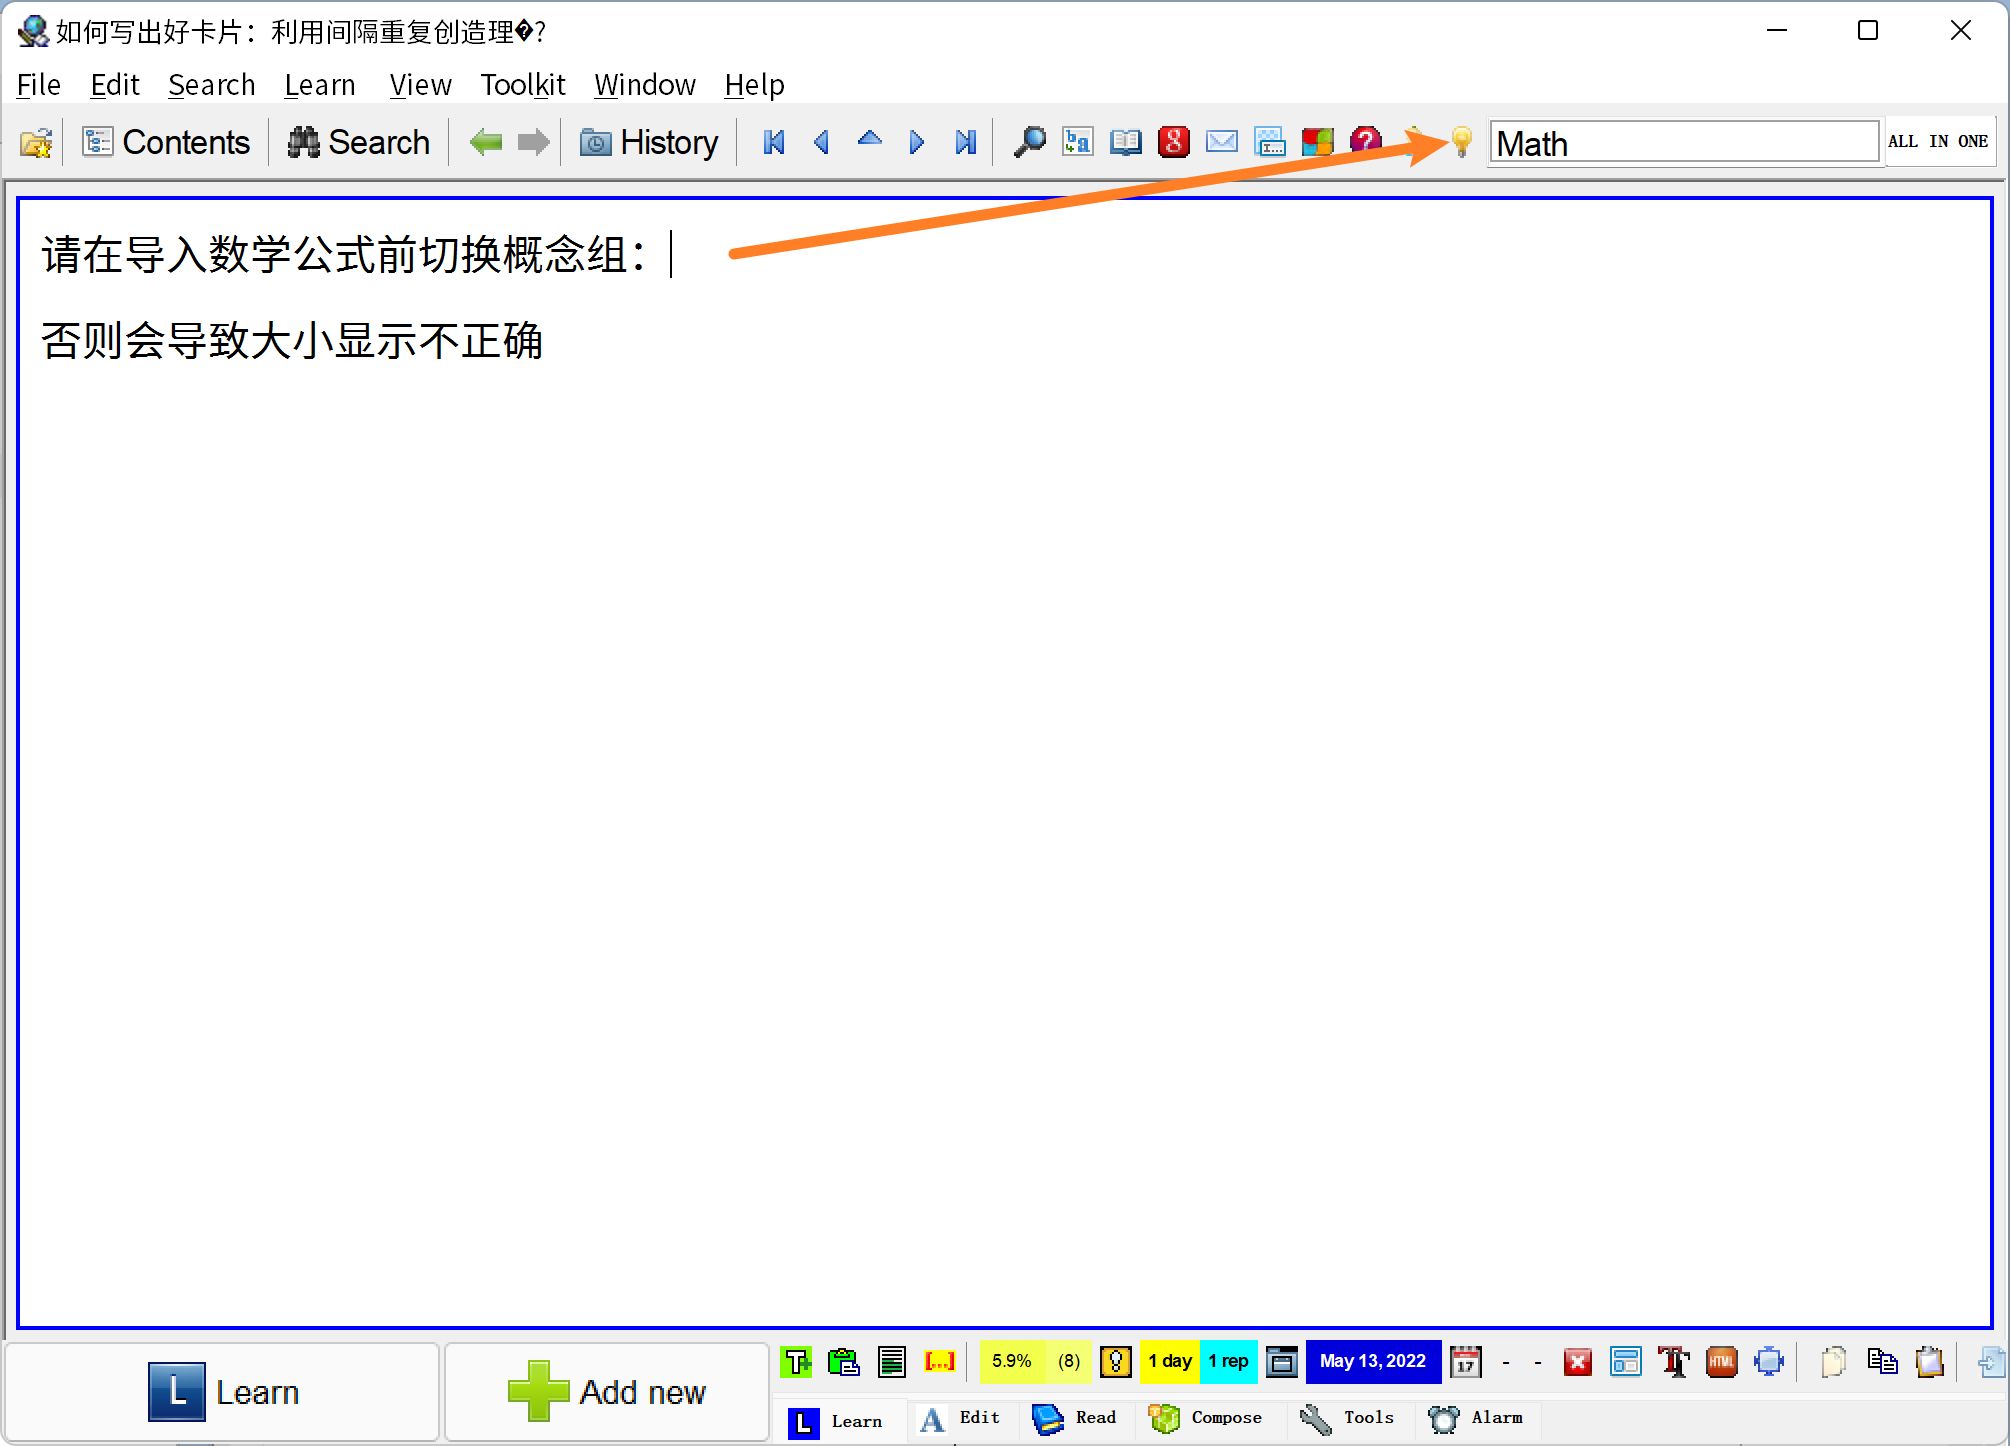 如何写出好卡片：利用间隔重复创造理�?
File Edit Search Learn View Toolkit Window Help
Contents Search History Math ALL IN ONE
请在导入数学公式前切换概念组：
否则会导致大小显示不正确
Learn Add new 5.9% (8) 1 day 1 rep May 13, 2022 17 - - HTML
Learn Edit Read Compose Tools Alarm